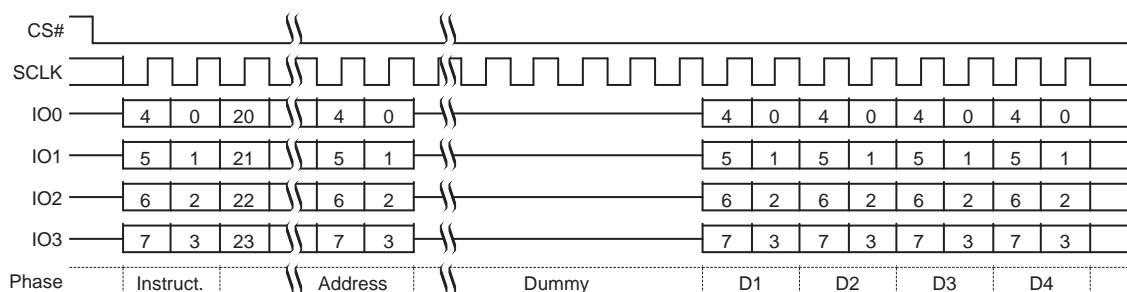 CS#
SCLK
IO0 4 0 20 4 0 4 0 4 0 4 0 4 0
IO1 5 1 21 5 1 5 1 5 1 5 1 5 1
IO2 6 2 22 6 2 6 2 6 2 6 2 6 2
IO3 7 3 23 7 3 7 3 7 3 7 3 7 3
Phase Instruct. Address Dummy D1 D2 D3 D4